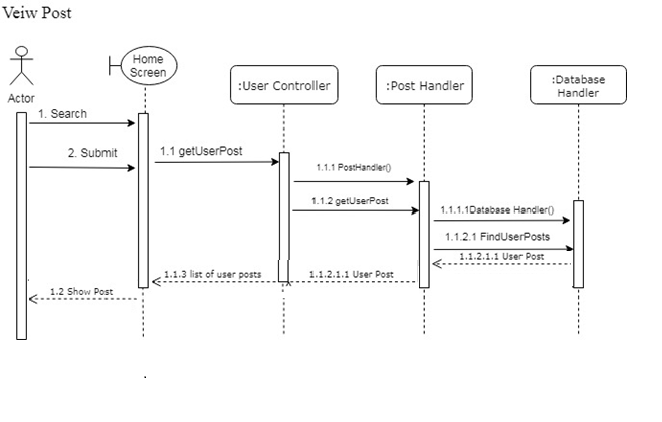 Veiw Post
Home
Screen
:User Controller
:Post Handler
:Database
Handler
Actor
1. Search
2. Submit
1.1 getUserPost
1.1.1 PostHandler()
1.1.2 getUserPost
1.1.1.1Database Handler()
1.1.2.1 FindUserPosts
1.1.2.1.1 User Post
1.1.3 list of user posts
1.1.2.1.1 User Post
1.2 Show Post